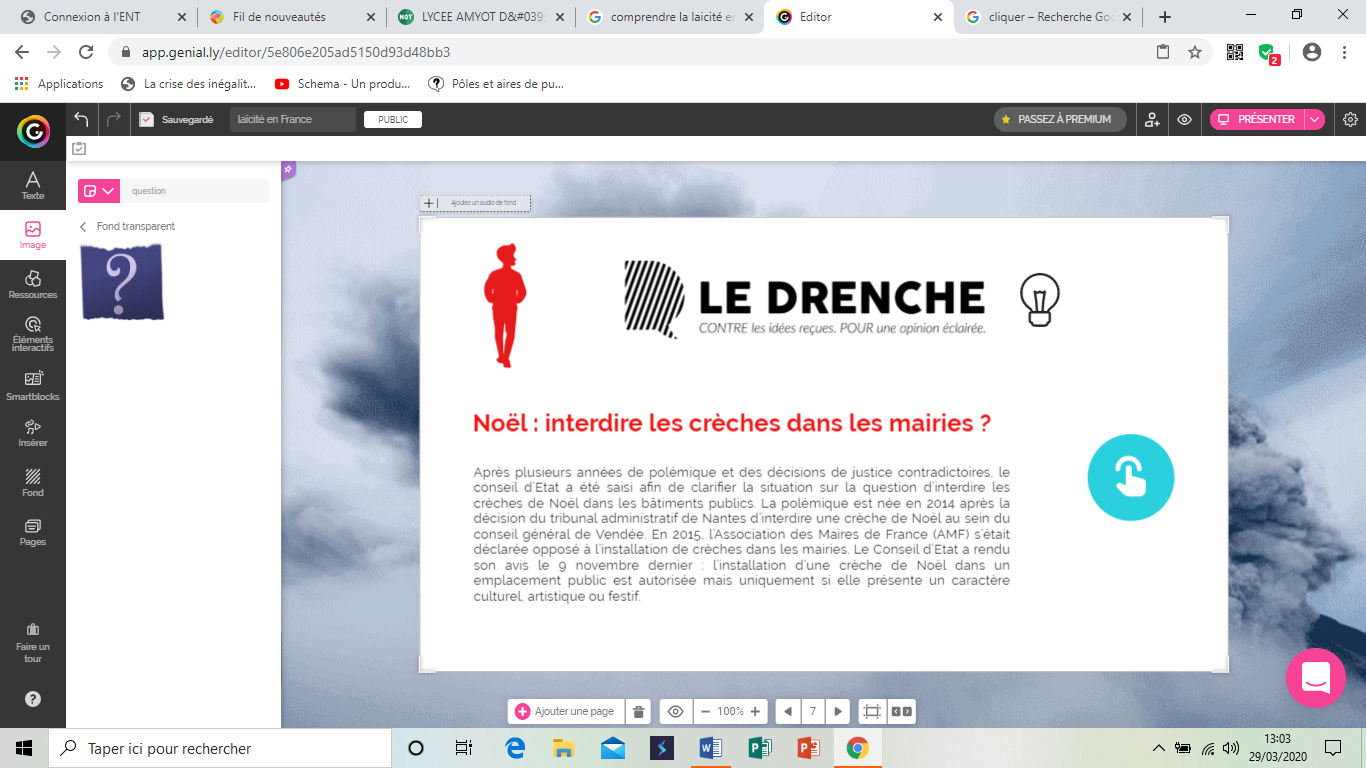 Connexion à l'ENT
Fil de nouveautés
LYCEE AMYOT D&#039;
comprendre la laicité en
Editor
cliquer – Recherche Goo
app.genial.ly/editor/5e806e205ad5150d93d48bb3
2
Applications
La crise des inégalit...
Schema - Un produ...
Pôles et aires de pu...
Sauvegardé
laïcité en France
PUBLIC
PASSEZ À PREMIUM
PRÉSENTER
Texte
Image
Ressources
Éléments
interactifs
Smartblocks
Insérer
Fond
Pages
Faire un
tour
question
Fond transparent
Ajoutez un audio de fond
LE DRENCHE
CONTRE les idées reçues. POUR une opinion éclairée.
Noël : interdire les crèches dans les mairies ?
Après plusieurs années de polémique et des décisions de justice contradictoires, le
conseil d'Etat a été saisi afin de clarifier la situation sur la question d'interdire les
crèches de Noël dans les bâtiments publics. La polémique est née en 2014 après la
décision du tribunal administratif de Nantes d'interdire une crèche de Noël au sein du
conseil général de Vendée. En 2015, l'Association des Maires de France (AMF) s'était
déclarée opposé à l'installation de crèches dans les mairies. Le Conseil d'Etat a rendu
son avis le 9 novembre dernier : l'installation d'une crèche de Noël dans un
emplacement public est autorisée mais uniquement si elle présente un caractère
culturel, artistique ou festif.
Ajouter une page
100%
7
Taper ici pour rechercher
13:03
29/03/2020